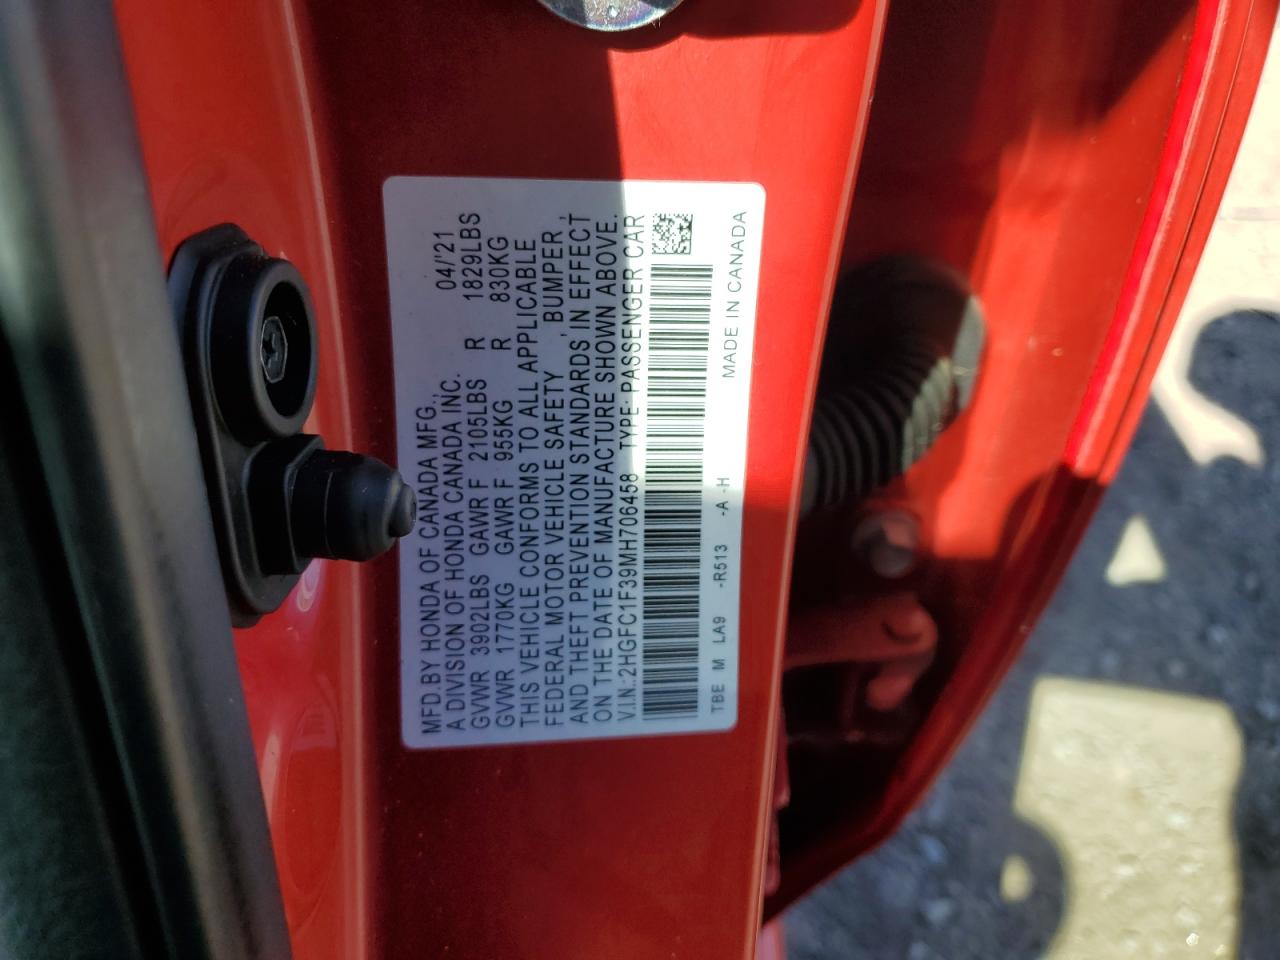 MFD.BY HONDA OF CANADA MFG., 04/'21
A DIVISION OF HONDA CANADA INC.
GVWR 3902LBS GAWR F 2105LBS R 1829LBS
GVWR 1770KG GAWR F 955KG R 830KG
THIS VEHICLE CONFORMS TO ALL APPLICABLE
FEDERAL MOTOR VEHICLE SAFETY, BUMPER,
AND THEFT PREVENTION STANDARDS IN EFFECT
ON THE DATE OF MANUFACTURE SHOWN ABOVE.
V.I.N.:2HGFC1F39MH706458 TYPE: PASSENGER CAR
TBE M LA9 -R513 -A -H MADE IN CANADA